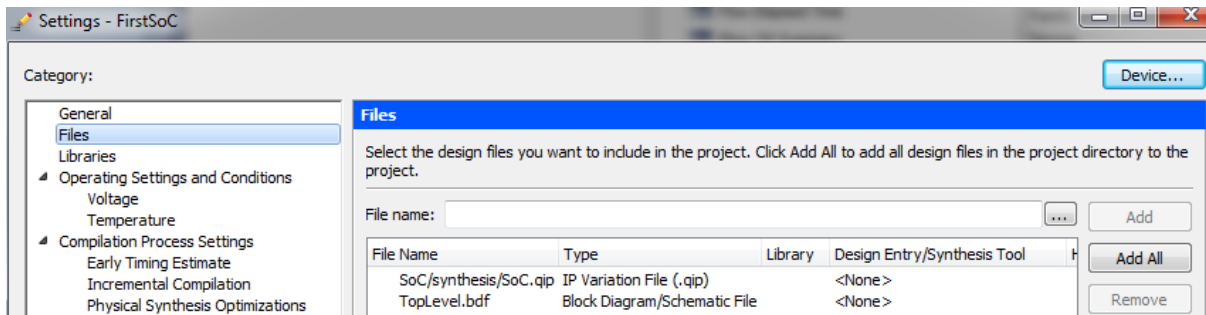 Settings - FirstSoC
Category:
Device...
General
Files
Libraries
Operating Settings and Conditions
Voltage
Temperature
Compilation Process Settings
Early Timing Estimate
Incremental Compilation
Physical Synthesis Optimizations
Files
Select the design files you want to include in the project. Click Add All to add all design files in the project directory to the
project.
File name: ... Add
File Name Type Library Design Entry/Synthesis Tool Add All
SoC/synthesis/SoC.qip IP Variation File (.qip) <None>
TopLevel.bdf Block Diagram/Schematic File <None> Remove